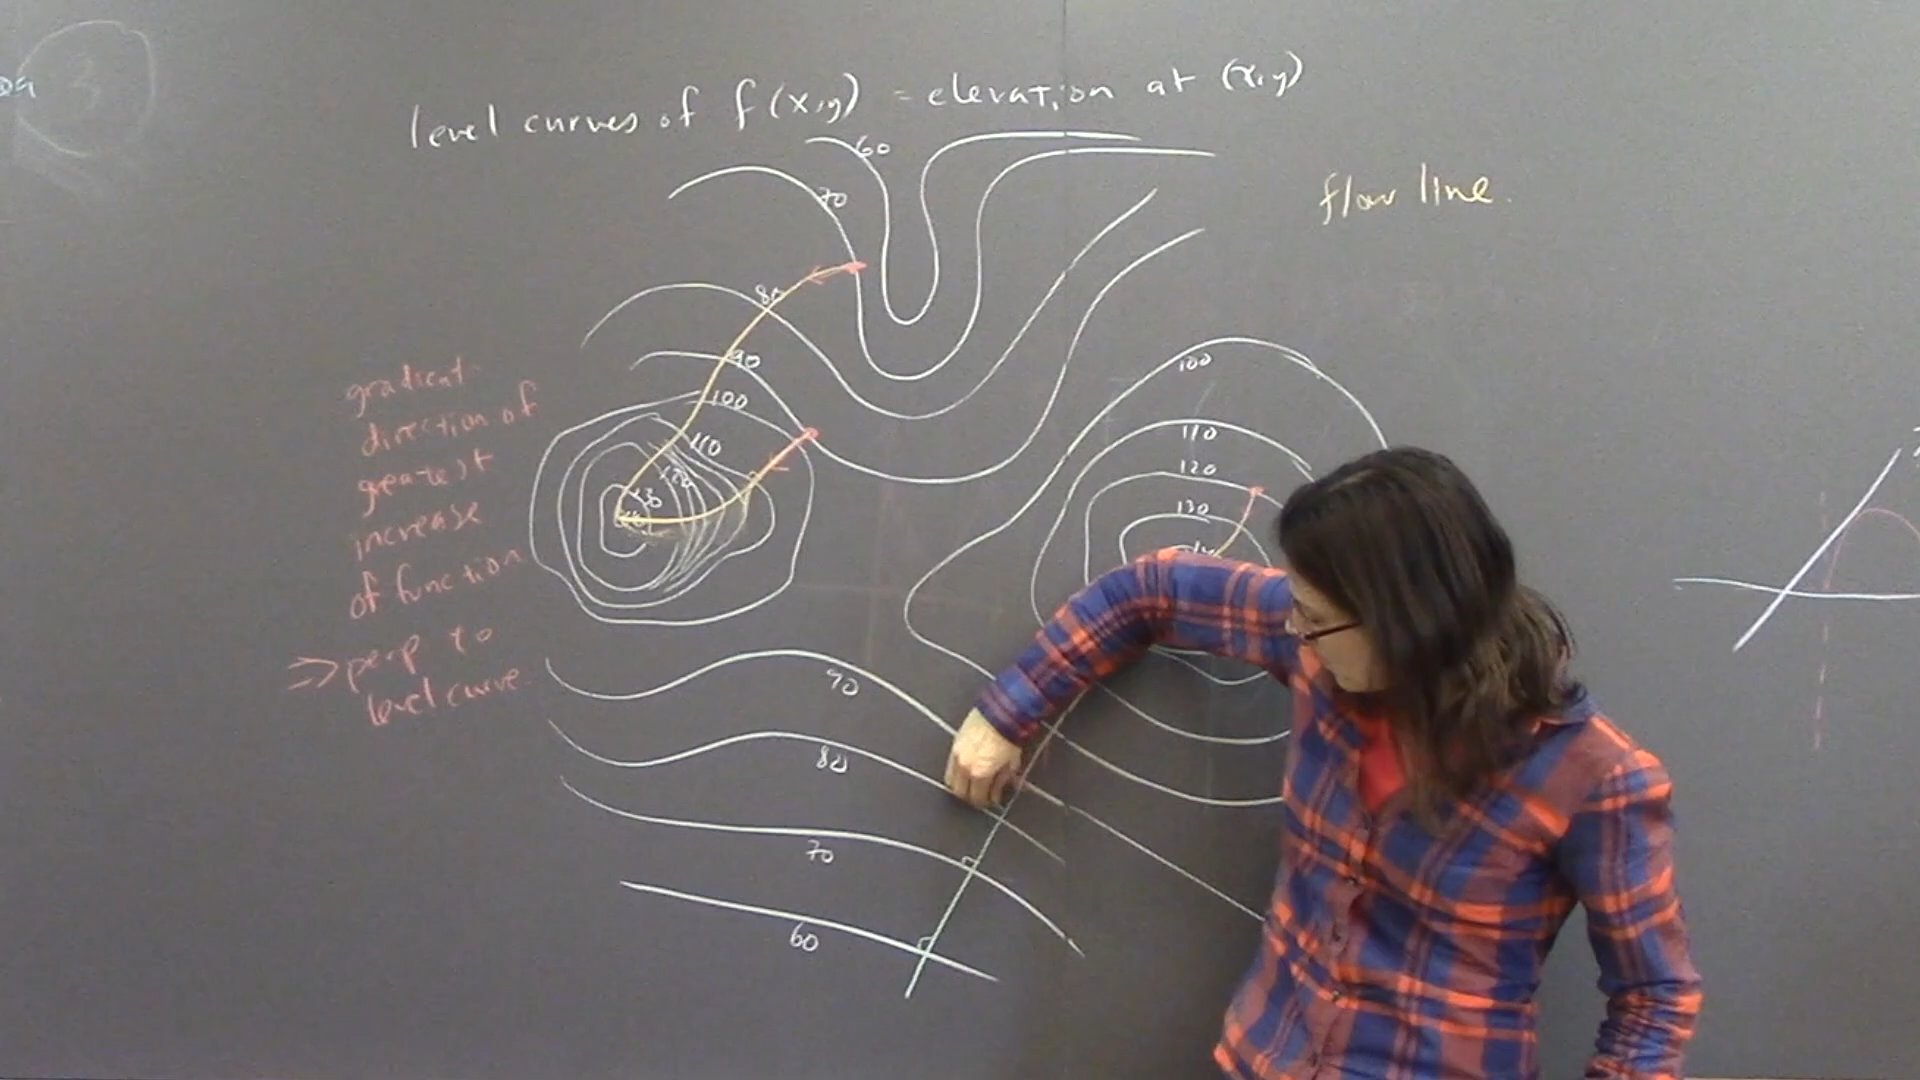 level curves of f(x,y) = elevation at (x,y)
60
70
flow line.
80
90
100
110
120
130
100
110
120
130
gradient
direction of
greatest
increase
of function
⇒ perp to
level curve.
90
80
70
60